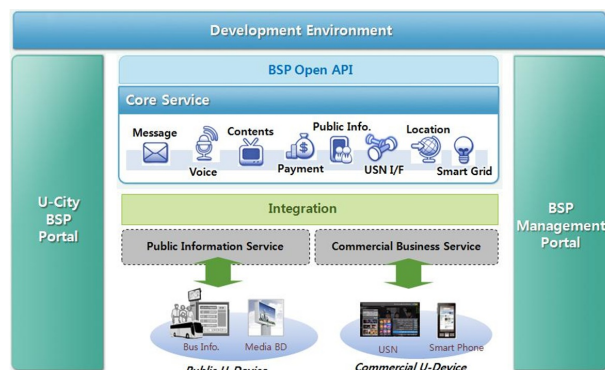 Development Environment
BSP Open API
Core Service
Message
Voice
Contents
Payment
Public Info.
USN I/F
Location
Smart Grid
U-City
BSP
Portal
BSP
Management
Portal
Integration
Public Information Service
Commercial Business Service
Bus Info.
Media BD
USN
Smart Phone
Public U-Device
Commercial U-Device